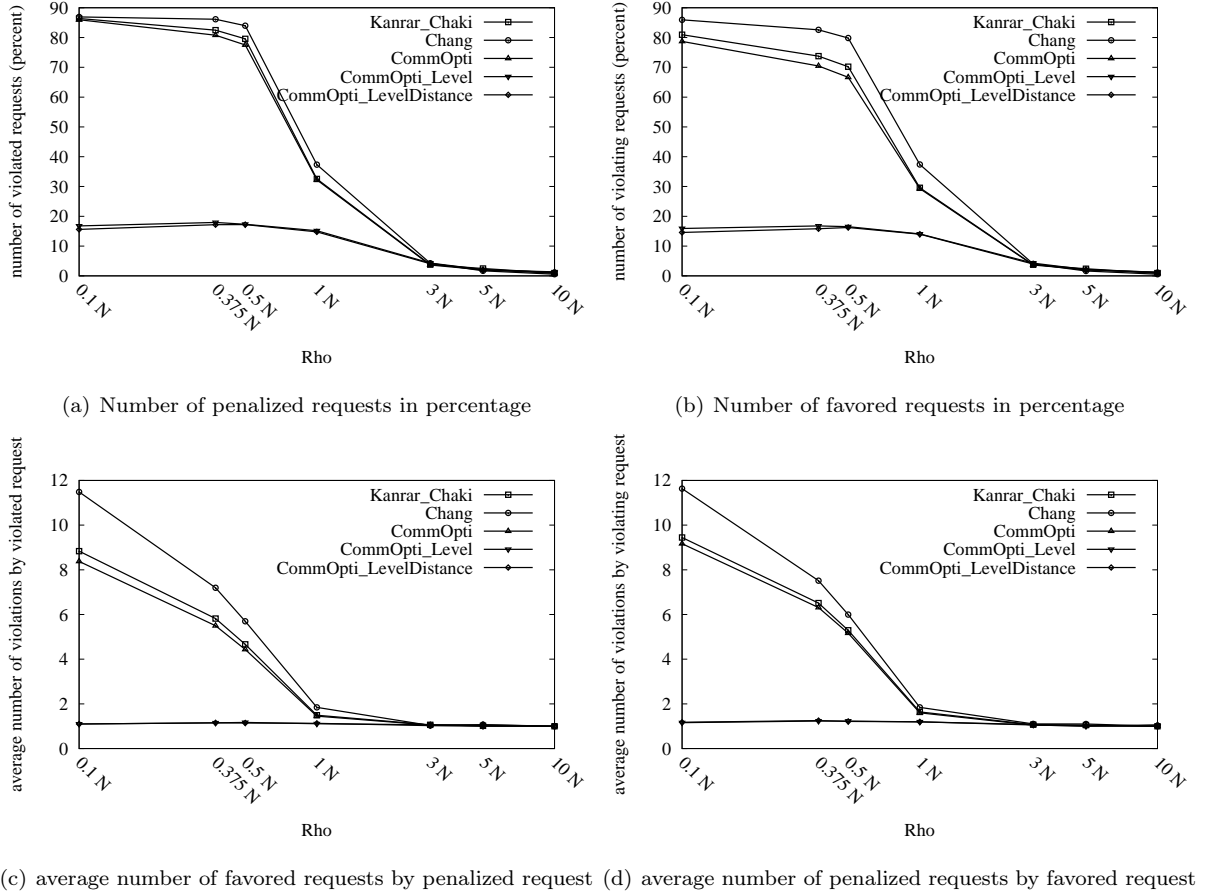 number of violated requests (percent)
90
80
70
60
50
40
30
20
10
0
Kanrar_Chaki
Chang
CommOpti
CommOpti_Level
CommOpti_LevelDistance
0.1 N
0.375 N
0.5 N
1 N
3 N
5 N
10 N
Rho
(a) Number of penalized requests in percentage
number of violating requests (percent)
90
80
70
60
50
40
30
20
10
0
Kanrar_Chaki
Chang
CommOpti
CommOpti_Level
CommOpti_LevelDistance
0.1 N
0.375 N
0.5 N
1 N
3 N
5 N
10 N
Rho
(b) Number of favored requests in percentage
average number of violations by violated request
12
10
8
6
4
2
0
Kanrar_Chaki
Chang
CommOpti
CommOpti_Level
CommOpti_LevelDistance
0.1 N
0.375 N
0.5 N
1 N
3 N
5 N
10 N
Rho
(c) average number of favored requests by penalized request
average number of violations by violating request
12
10
8
6
4
2
0
Kanrar_Chaki
Chang
CommOpti
CommOpti_Level
CommOpti_LevelDistance
0.1 N
0.375 N
0.5 N
1 N
3 N
5 N
10 N
Rho
(d) average number of penalized requests by favored request